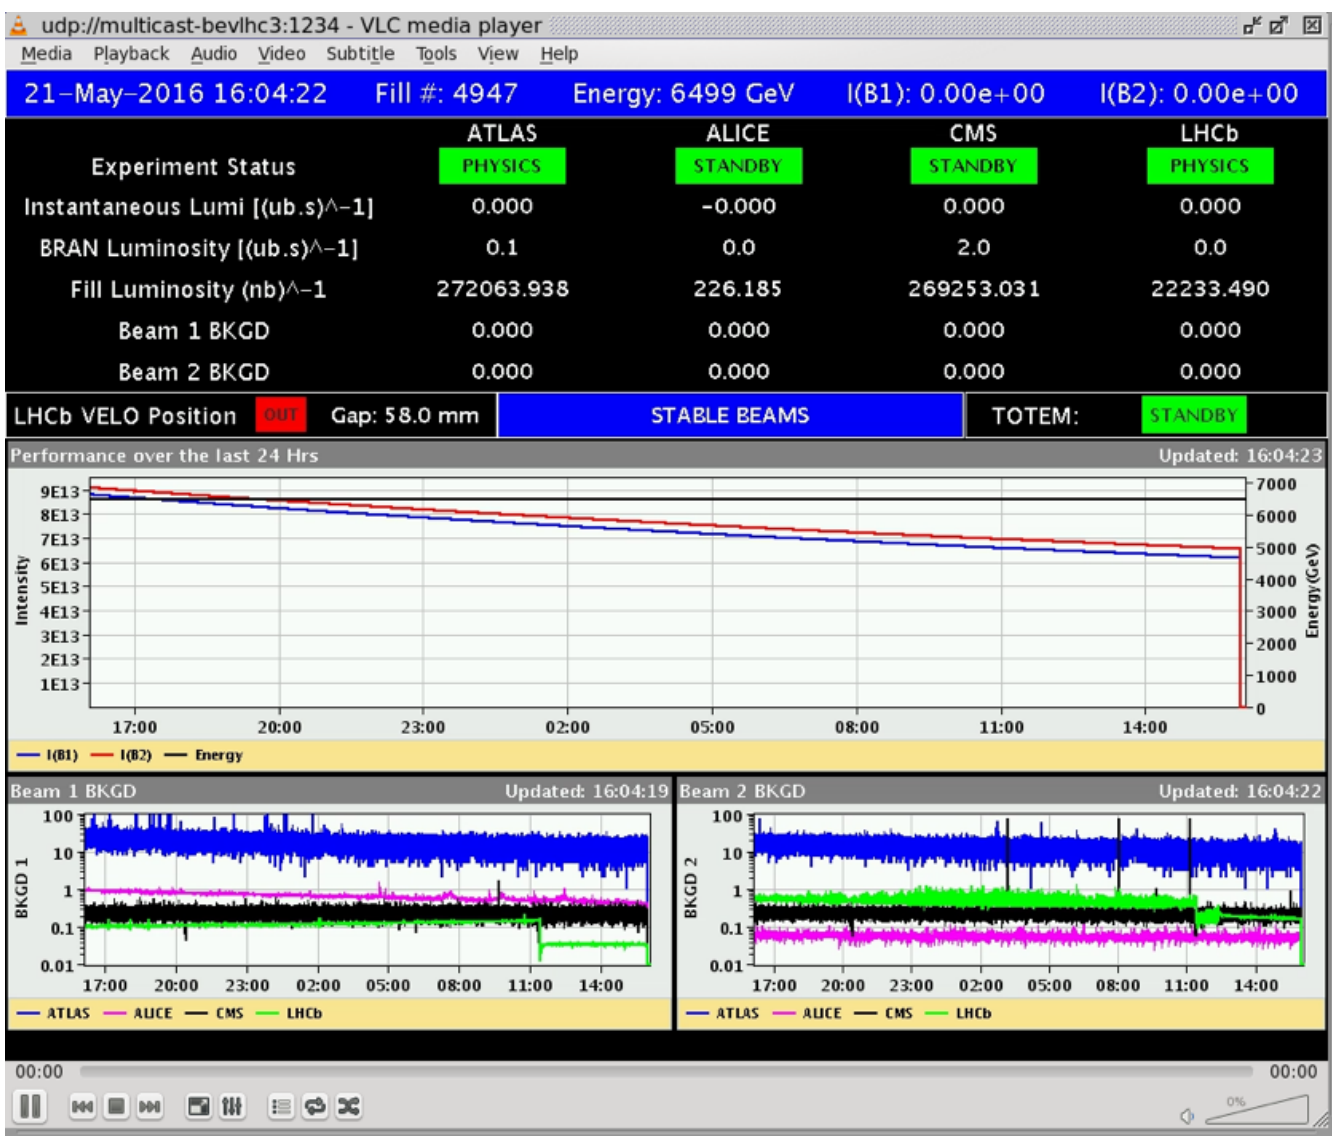 udp://multicast-bevlhc3:1234 - VLC media player
Media Playback Audio Video Subtitle Tools View Help
21-May-2016 16:04:22 Fill #: 4947 Energy: 6499 GeV I(B1): 0.00e+00 I(B2): 0.00e+00
ATLAS ALICE CMS LHCb
Experiment Status PHYSICS STANDBY STANDBY PHYSICS
Instantaneous Lumi [(ub.s)^-1] 0.000 -0.000 0.000 0.000
BRAN Luminosity [(ub.s)^-1] 0.1 0.0 2.0 0.0
Fill Luminosity (nb)^-1 272063.938 226.185 269253.031 22233.490
Beam 1 BKGD 0.000 0.000 0.000 0.000
Beam 2 BKGD 0.000 0.000 0.000 0.000
LHCb VELO Position OUT Gap: 58.0 mm STABLE BEAMS TOTEM: STANDBY
Performance over the last 24 Hrs Updated: 16:04:23
Intensity
9E13
8E13
7E13
6E13
5E13
4E13
3E13
2E13
1E13
7000
6000
5000
4000
3000
2000
1000
0
Energy(GeV)
17:00 20:00 23:00 02:00 05:00 08:00 11:00 14:00
I(B1) I(B2) Energy
Beam 1 BKGD Updated: 16:04:19
BKGD 1
100
10
1
0.1
0.01
17:00 20:00 23:00 02:00 05:00 08:00 11:00 14:00
ATLAS ALICE CMS LHCb
Beam 2 BKGD Updated: 16:04:22
BKGD 2
100
10
1
0.1
0.01
17:00 20:00 23:00 02:00 05:00 08:00 11:00 14:00
ATLAS ALICE CMS LHCb
00:00 00:00
0%